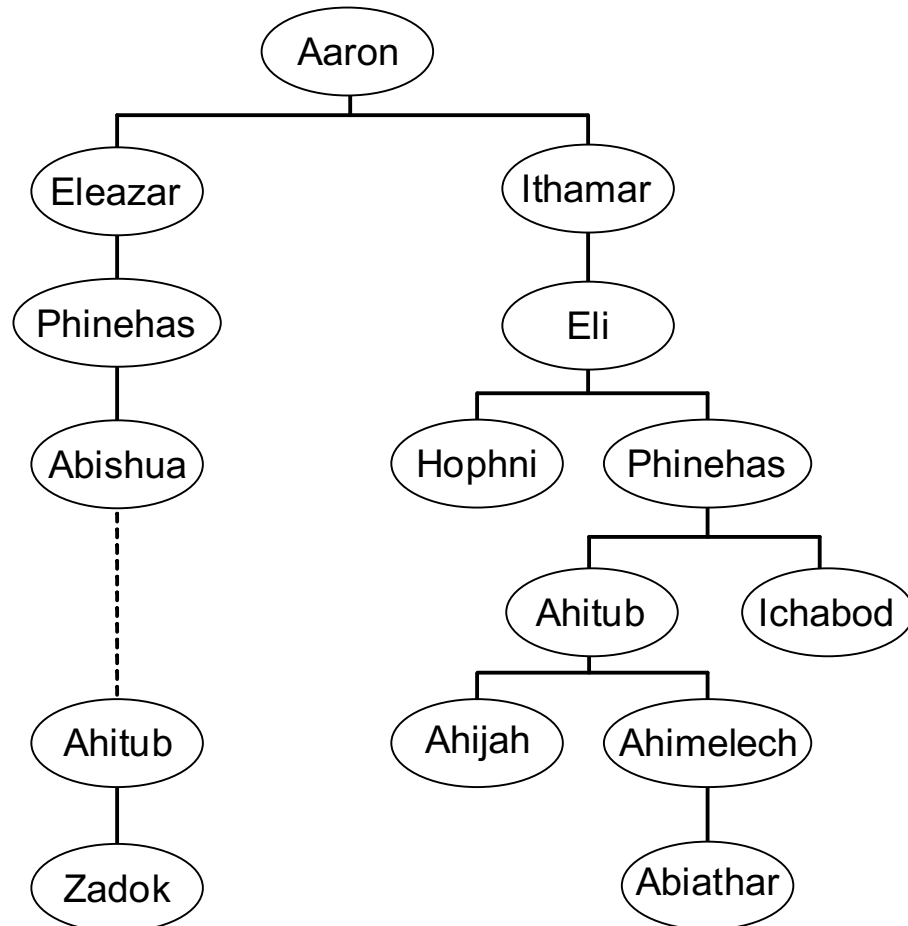 Aaron
Eleazar
Ithamar
Phinehas
Eli
Abishua
Hophni
Phinehas
Ahitub
Ichabod
Ahitub
Ahijah
Ahimelech
Zadok
Abiathar